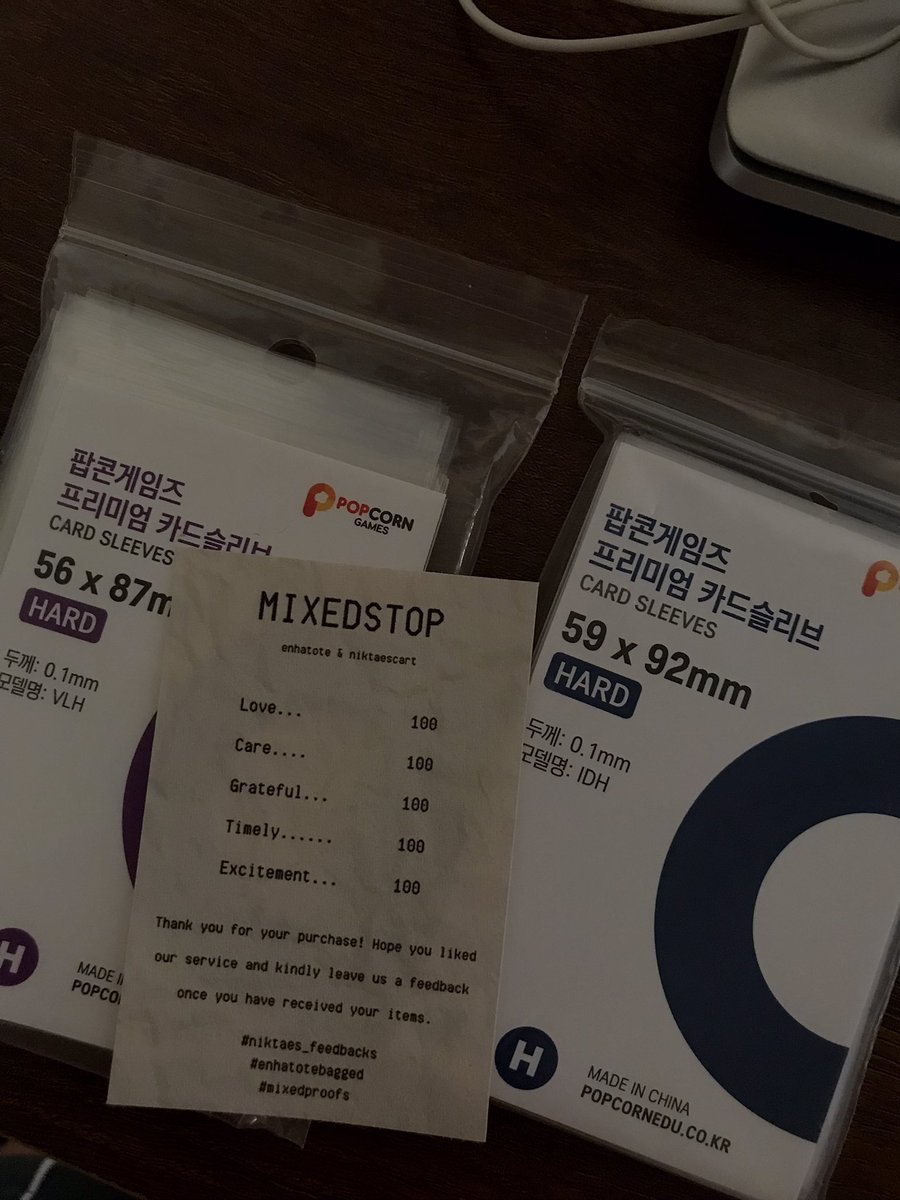 팝콘게임즈
프리미엄 카드슬리브
CARD SLEEVES
56 x 87m
HARD
두께: 0.1mm
모델명: VLH
POPCORN
GAMES
H
MADE I
POPCO
MIXEDSTOP
enhatote & niktaescart
Love... 100
Care.... 100
Grateful... 100
Timely...... 100
Excitement... 100
Thank you for your purchase! Hope you liked
our service and kindly leave us a feedback
once you have received your items.
#niktaes_feedbacks
#enhatotebagged
#mixedproofs
팝콘게임즈
프리미엄 카드슬리브
CARD SLEEVES
59 x 92mm
HARD
두께: 0.1mm
모델명: IDH
H
MADE IN CHINA
POPCORNEDU.CO.KR